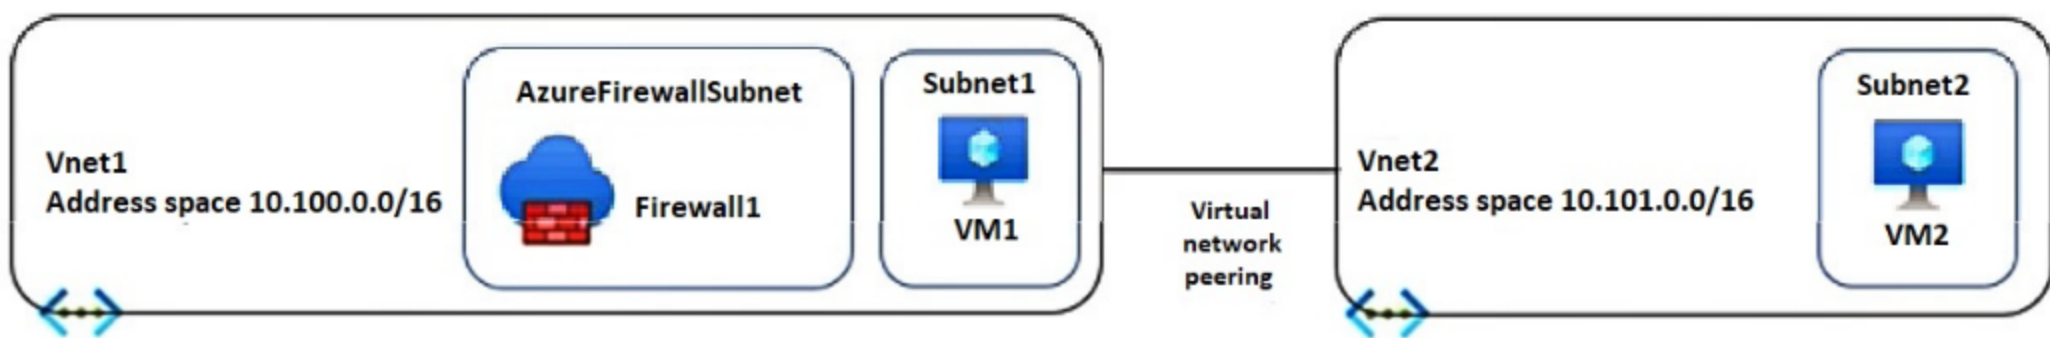 Vnet1
Address space 10.100.0.0/16
AzureFirewallSubnet
Firewall1
Subnet1
VM1
Virtual
network
peering
Vnet2
Address space 10.101.0.0/16
Subnet2
VM2